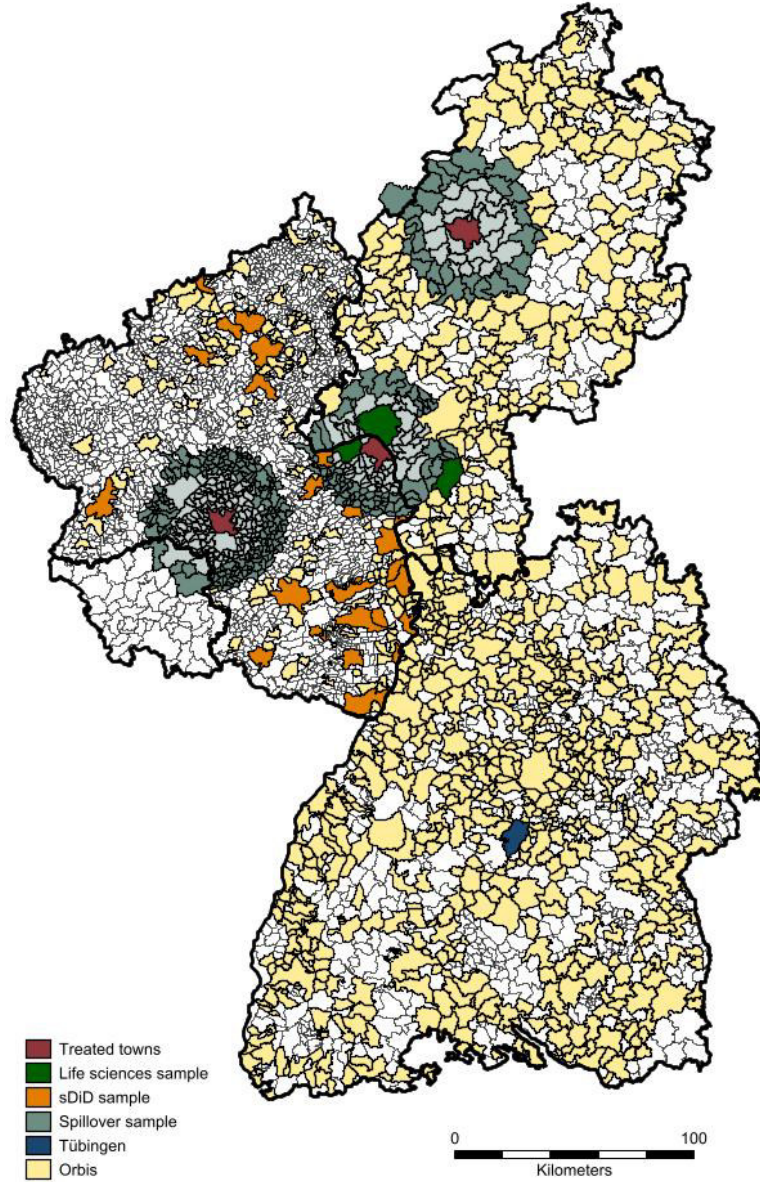 Treated towns
Life sciences sample
sDiD sample
Spillover sample
Tübingen
Orbis
0 100
Kilometers